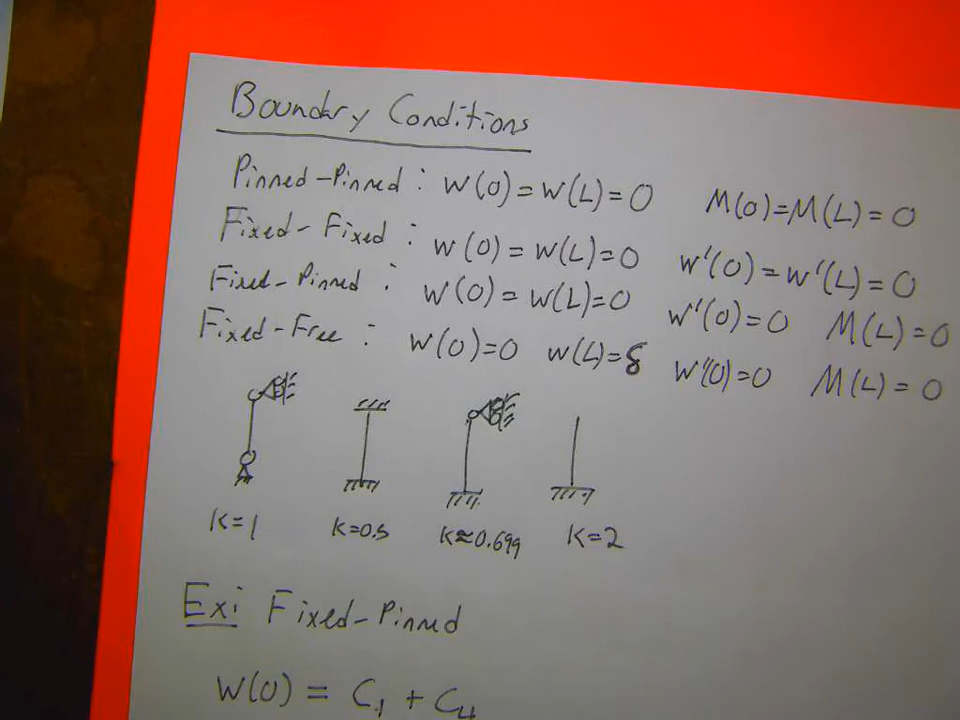 Boundary Conditions
Pinned-Pinned: w(0)=w(L)=0 M(0)=M(L)=0
Fixed-Fixed: w(0)=w(L)=0 w'(0)=w'(L)=0
Fixed-Pinned: w(0)=w(L)=0 w'(0)=0 M(L)=0
Fixed-Free: w(0)=0 w(L)=δ w'(0)=0 M(L)=0
K=1 K=0.5 K≈0.699 K=2
Ex: Fixed-Pinned
w(0) = C₁ + C₄